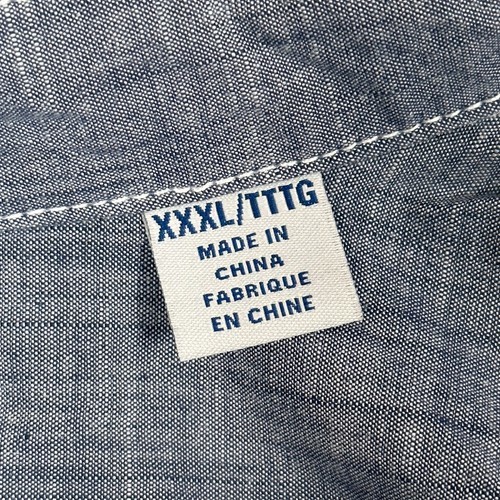 XXXL/TTTG
MADE IN
CHINA
FABRIQUE
EN CHINE